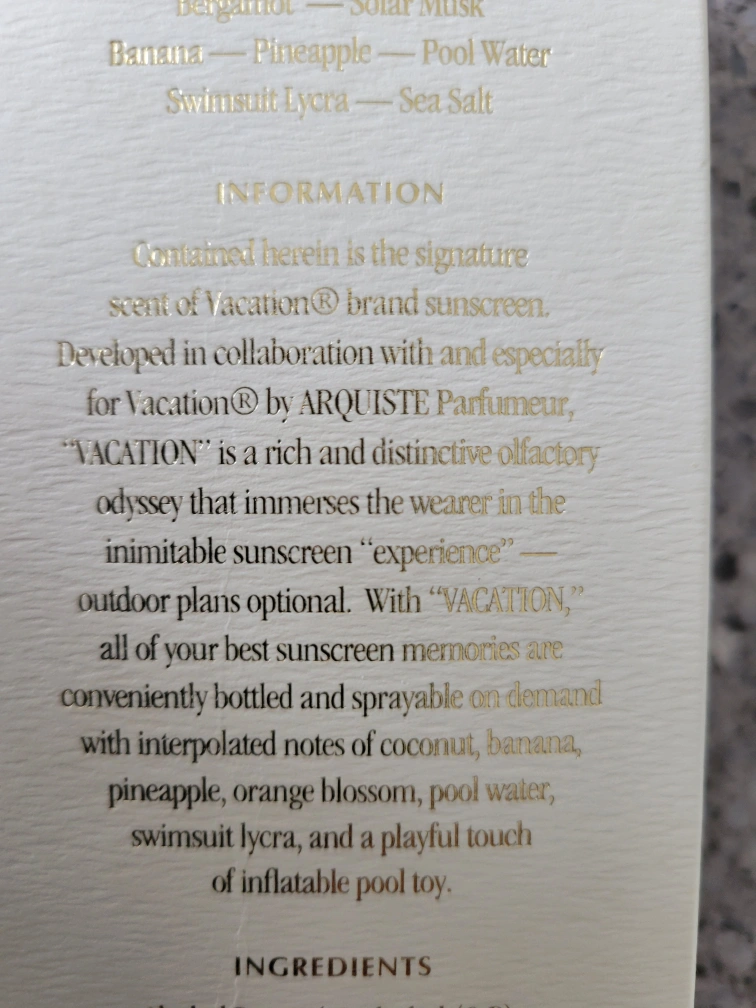 Bergamot — Solar Musk
Banana — Pineapple — Pool Water
Swimsuit Lycra — Sea Salt
INFORMATION
Contained herein is the signature
scent of Vacation® brand sunscreen.
Developed in collaboration with and especially
for Vacation® by ARQUISTE Parfumeur,
“VACATION” is a rich and distinctive olfactory
odyssey that immerses the wearer in the
inimitable sunscreen “experience” —
outdoor plans optional. With “VACATION,”
all of your best sunscreen memories are
conveniently bottled and sprayable on demand
with interpolated notes of coconut, banana,
pineapple, orange blossom, pool water,
swimsuit lycra, and a playful touch
of inflatable pool toy.
INGREDIENTS